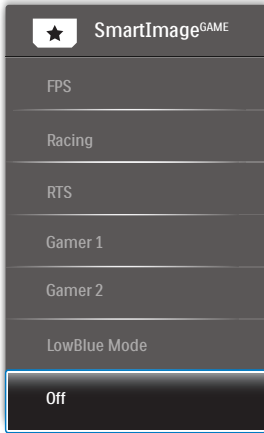 SmartImageGAME
FPS
Racing
RTS
Gamer 1
Gamer 2
LowBlue Mode
Off